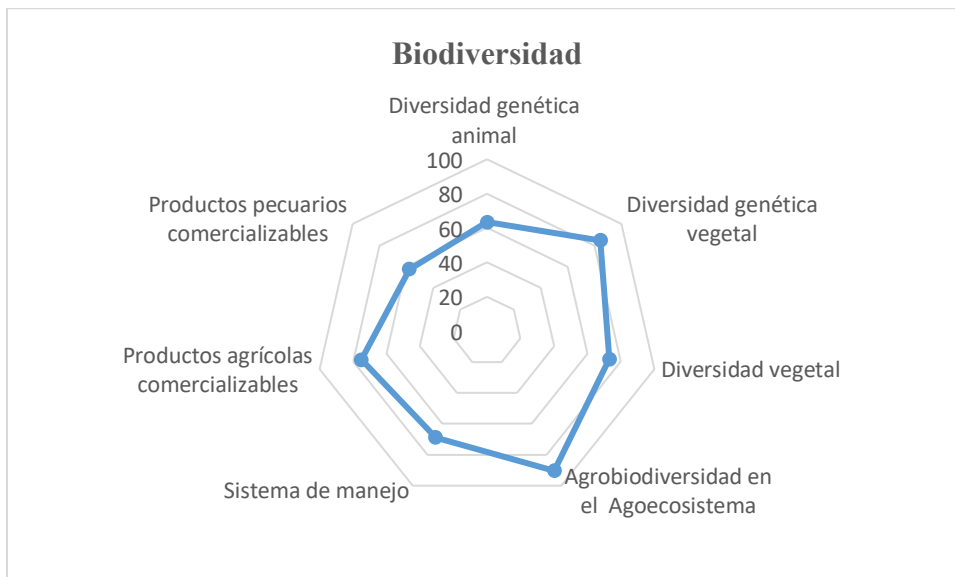 Biodiversidad
Diversidad genética
animal
100
80
60
40
20
0
Diversidad genética
vegetal
Diversidad vegetal
Agrobiodiversidad en
el Agoecosistema
Sistema de manejo
Productos agrícolas
comercializables
Productos pecuarios
comercializables